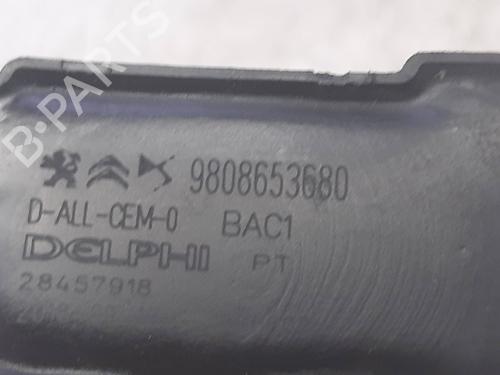 B-PARTS
9808653680
D-ALL-CEM-0 BAC1
DELPHI PT
28457918